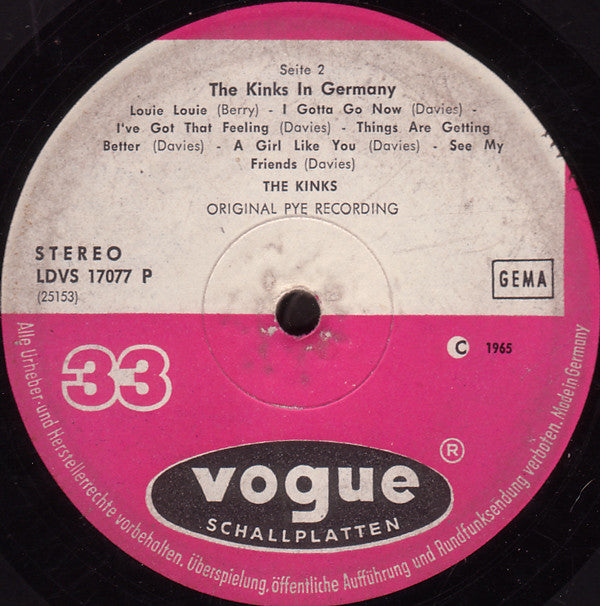 Seite 2
The Kinks In Germany
Louie Louie (Berry) - I Gotta Go Now (Davies) -
I've Got That Feeling (Davies) - Things Are Getting
Better (Davies) - A Girl Like You (Davies) - See My
Friends (Davies)
THE KINKS
ORIGINAL PYE RECORDING
STEREO
LDVS 17077 P
(25153)
GEMA
33
C 1965
vogue ®
SCHALLPLATTEN
Alle Urheber- und Herstellerrechte vorbehalten. Überspielung, öffentliche Aufführung und Rundfunksendung verboten. Made in Germany